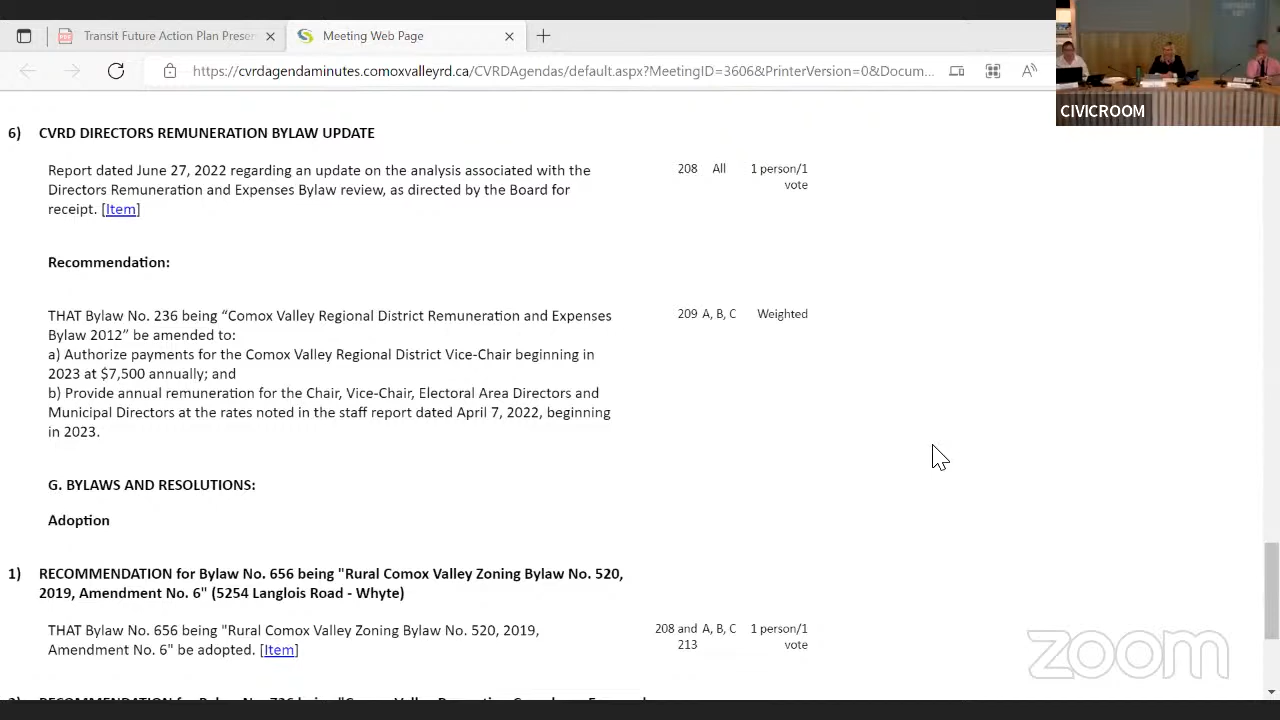 Transit Future Action Plan Presen
Meeting Web Page
https://cvrdagendaminutes.comoxvalleyrd.ca/CVRDAgendas/default.aspx?MeetingID=3606&PrinterVersion=0&Docum...
CIVICROOM
6) CVRD DIRECTORS REMUNERATION BYLAW UPDATE
Report dated June 27, 2022 regarding an update on the analysis associated with the 208 All 1 person/1
Directors Remuneration and Expenses Bylaw review, as directed by the Board for vote
receipt. [Item]
Recommendation:
THAT Bylaw No. 236 being “Comox Valley Regional District Remuneration and Expenses 209 A, B, C Weighted
Bylaw 2012” be amended to:
a) Authorize payments for the Comox Valley Regional District Vice-Chair beginning in
2023 at $7,500 annually; and
b) Provide annual remuneration for the Chair, Vice-Chair, Electoral Area Directors and
Municipal Directors at the rates noted in the staff report dated April 7, 2022, beginning
in 2023.
G. BYLAWS AND RESOLUTIONS:
Adoption
1) RECOMMENDATION for Bylaw No. 656 being "Rural Comox Valley Zoning Bylaw No. 520,
2019, Amendment No. 6" (5254 Langlois Road - Whyte)
THAT Bylaw No. 656 being "Rural Comox Valley Zoning Bylaw No. 520, 2019, 208 and A, B, C 1 person/1
Amendment No. 6" be adopted. [Item] 213 vote
zoom